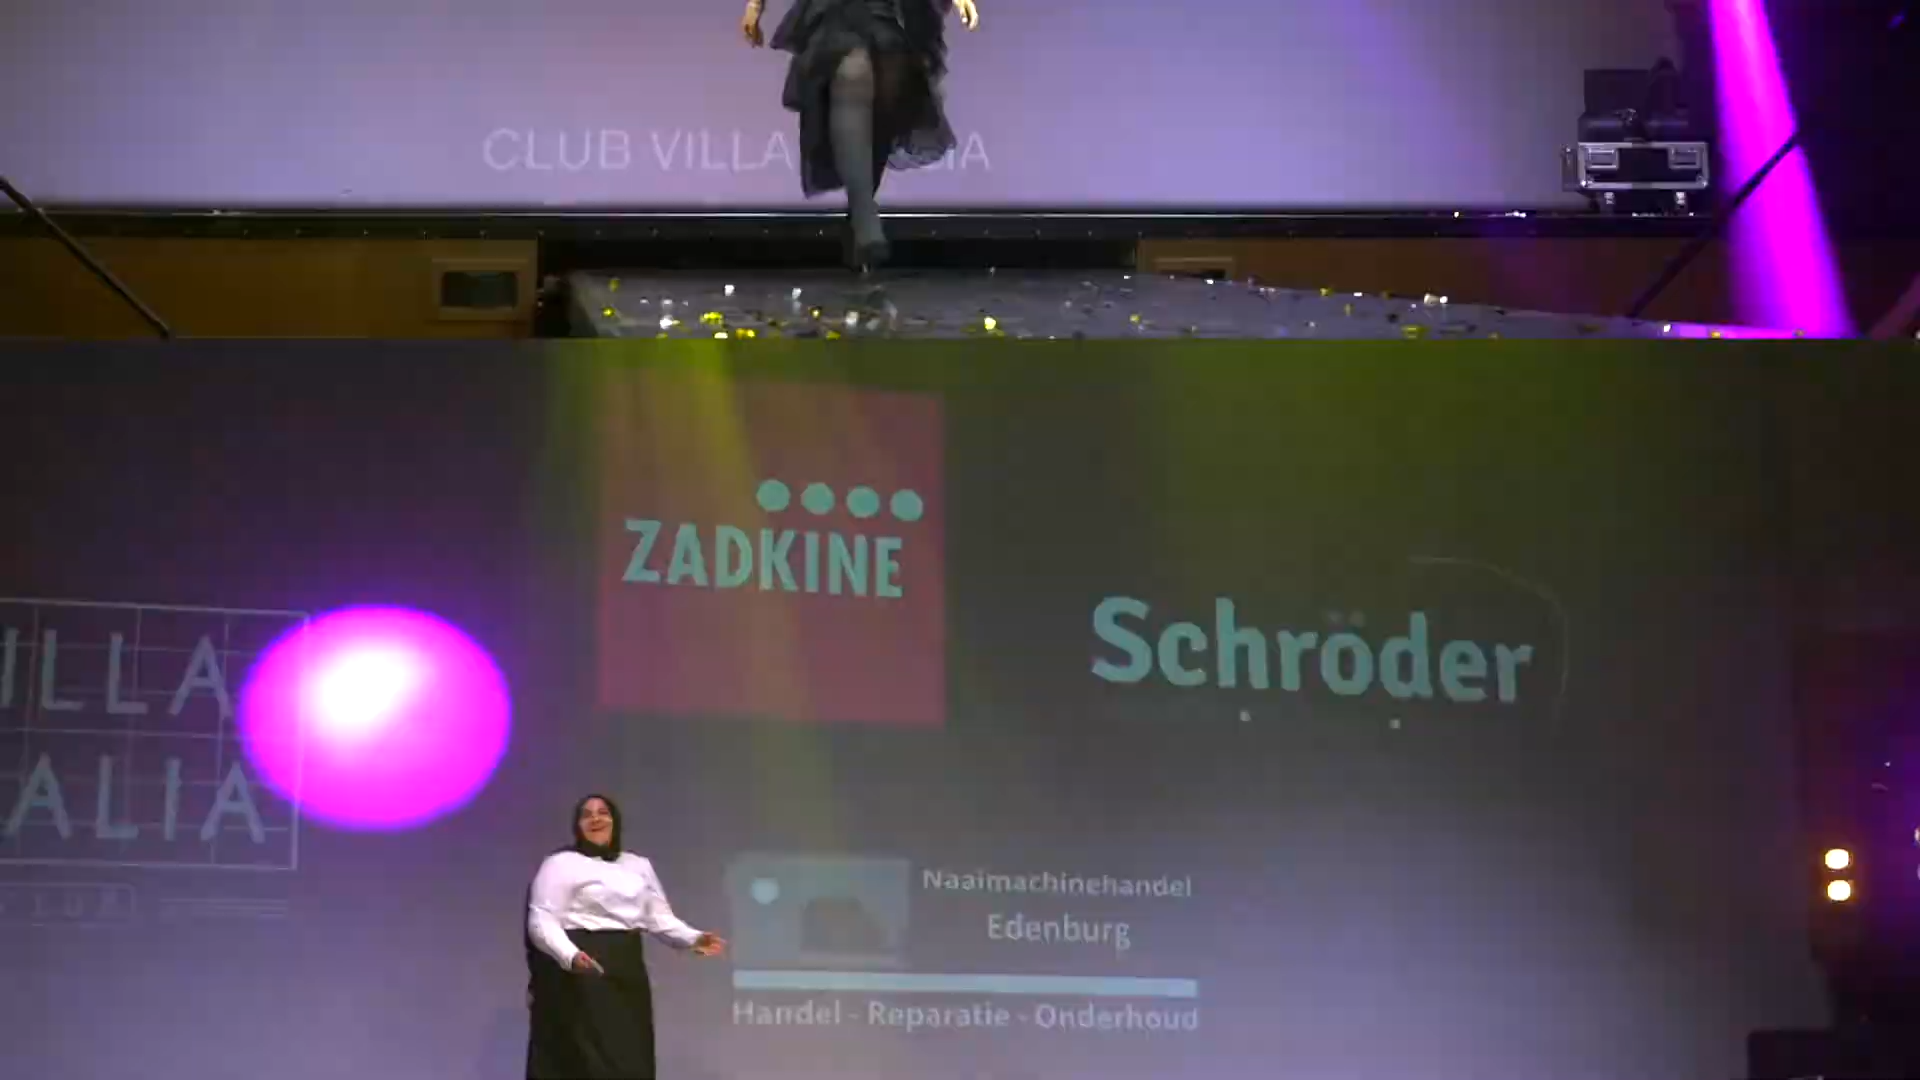 CLUB VILLA
ZADKINE
Schröder
ILLA
ALIA
Naaimachinehandel
Edenburg
Handel - Reparatie - Onderhoud